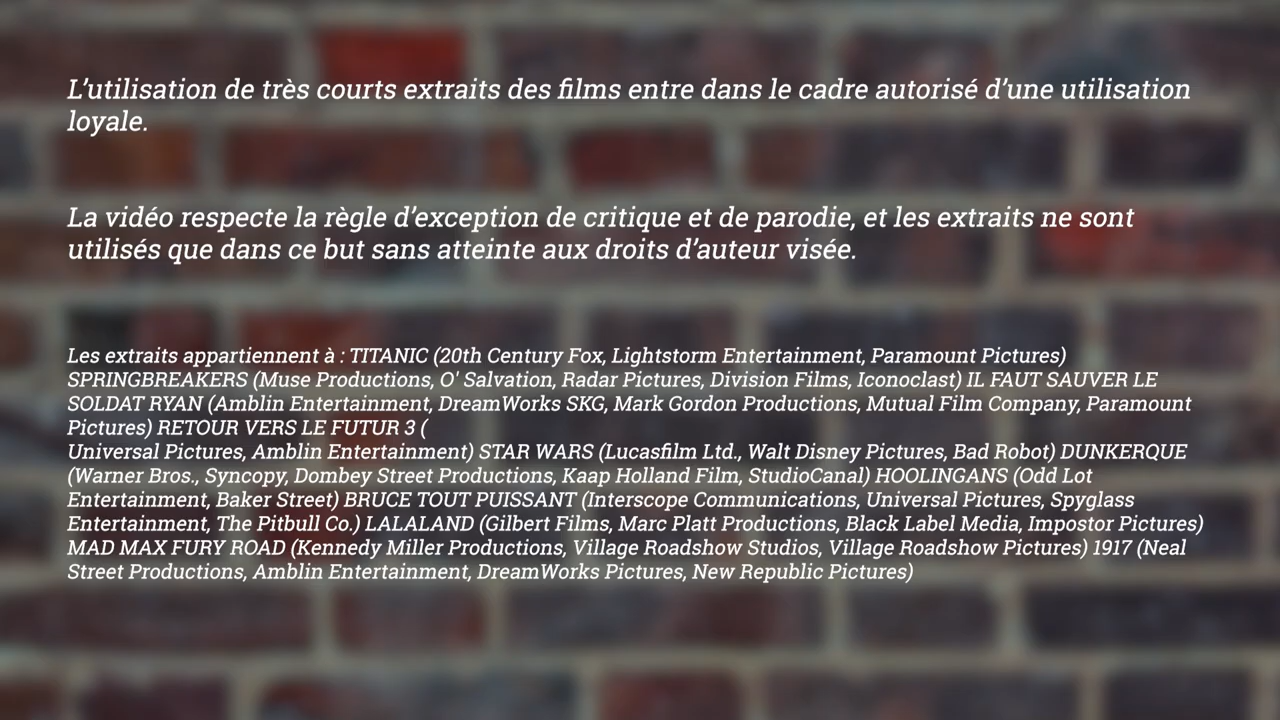 L’utilisation de très courts extraits des films entre dans le cadre autorisé d’une utilisation
loyale.
La vidéo respecte la règle d’exception de critique et de parodie, et les extraits ne sont
utilisés que dans ce but sans atteinte aux droits d’auteur visée.
Les extraits appartiennent à : TITANIC (20th Century Fox, Lightstorm Entertainment, Paramount Pictures)
SPRINGBREAKERS (Muse Productions, O' Salvation, Radar Pictures, Division Films, Iconoclast) IL FAUT SAUVER LE
SOLDAT RYAN (Amblin Entertainment, DreamWorks SKG, Mark Gordon Productions, Mutual Film Company, Paramount
Pictures) RETOUR VERS LE FUTUR 3 (
Universal Pictures, Amblin Entertainment) STAR WARS (Lucasfilm Ltd., Walt Disney Pictures, Bad Robot) DUNKERQUE
(Warner Bros., Syncopy, Dombey Street Productions, Kaap Holland Film, StudioCanal) HOOLINGANS (Odd Lot
Entertainment, Baker Street) BRUCE TOUT PUISSANT (Interscope Communications, Universal Pictures, Spyglass
Entertainment, The Pitbull Co.) LALALAND (Gilbert Films, Marc Platt Productions, Black Label Media, Impostor Pictures)
MAD MAX FURY ROAD (Kennedy Miller Productions, Village Roadshow Studios, Village Roadshow Pictures) 1917 (Neal
Street Productions, Amblin Entertainment, DreamWorks Pictures, New Republic Pictures)